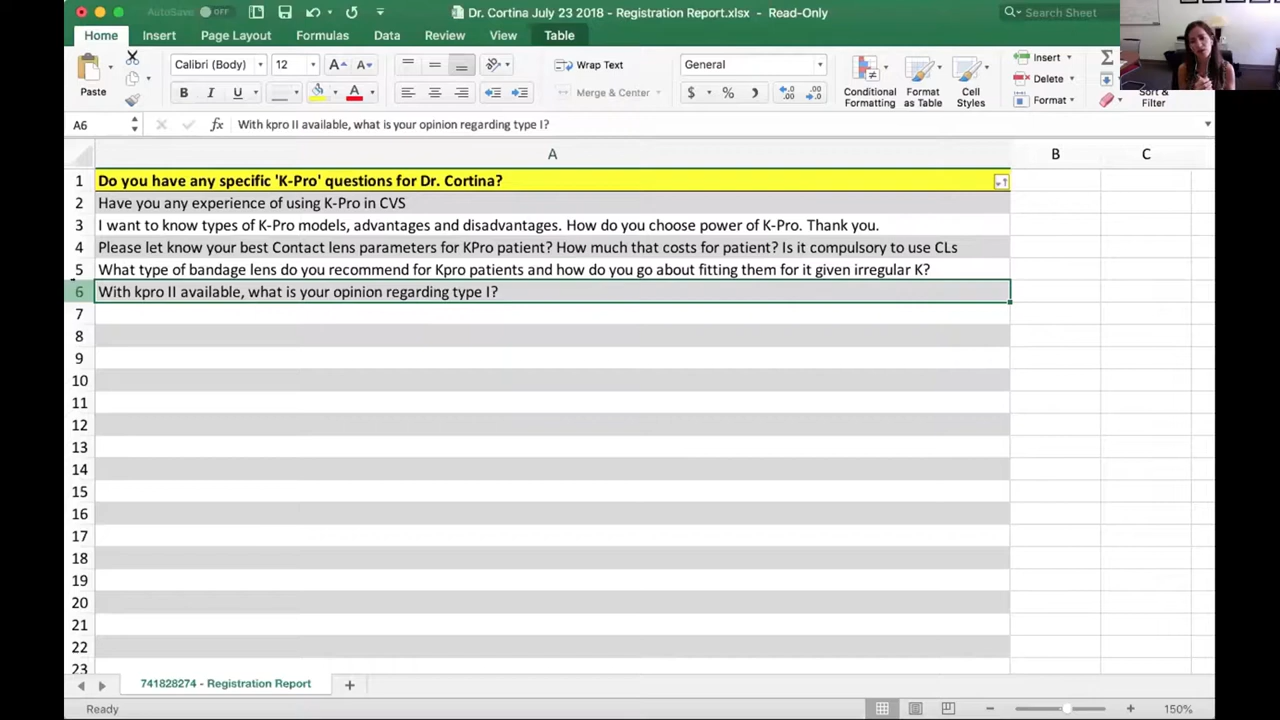 AutoSave OFF
Dr. Cortina July 23 2018 - Registration Report.xlsx - Read-Only
Search Sheet
Home Insert Page Layout Formulas Data Review View Table
Paste
Calibri (Body) 12
Wrap Text
Merge & Center
General
Conditional Formatting
Format as Table
Cell Styles
Insert
Delete
Format
Sort & Filter
A6 fx With kpro II available, what is your opinion regarding type I?
A B C
1 Do you have any specific 'K-Pro' questions for Dr. Cortina?
2 Have you any experience of using K-Pro in CVS
3 I want to know types of K-Pro models, advantages and disadvantages. How do you choose power of K-Pro. Thank you.
4 Please let know your best Contact lens parameters for KPro patient? How much that costs for patient? Is it compulsory to use CLs
5 What type of bandage lens do you recommend for Kpro patients and how do you go about fitting them for it given irregular K?
6 With kpro II available, what is your opinion regarding type I?
7
8
9
10
11
12
13
14
15
16
17
18
19
20
21
22
23
741828274 - Registration Report
Ready
150%